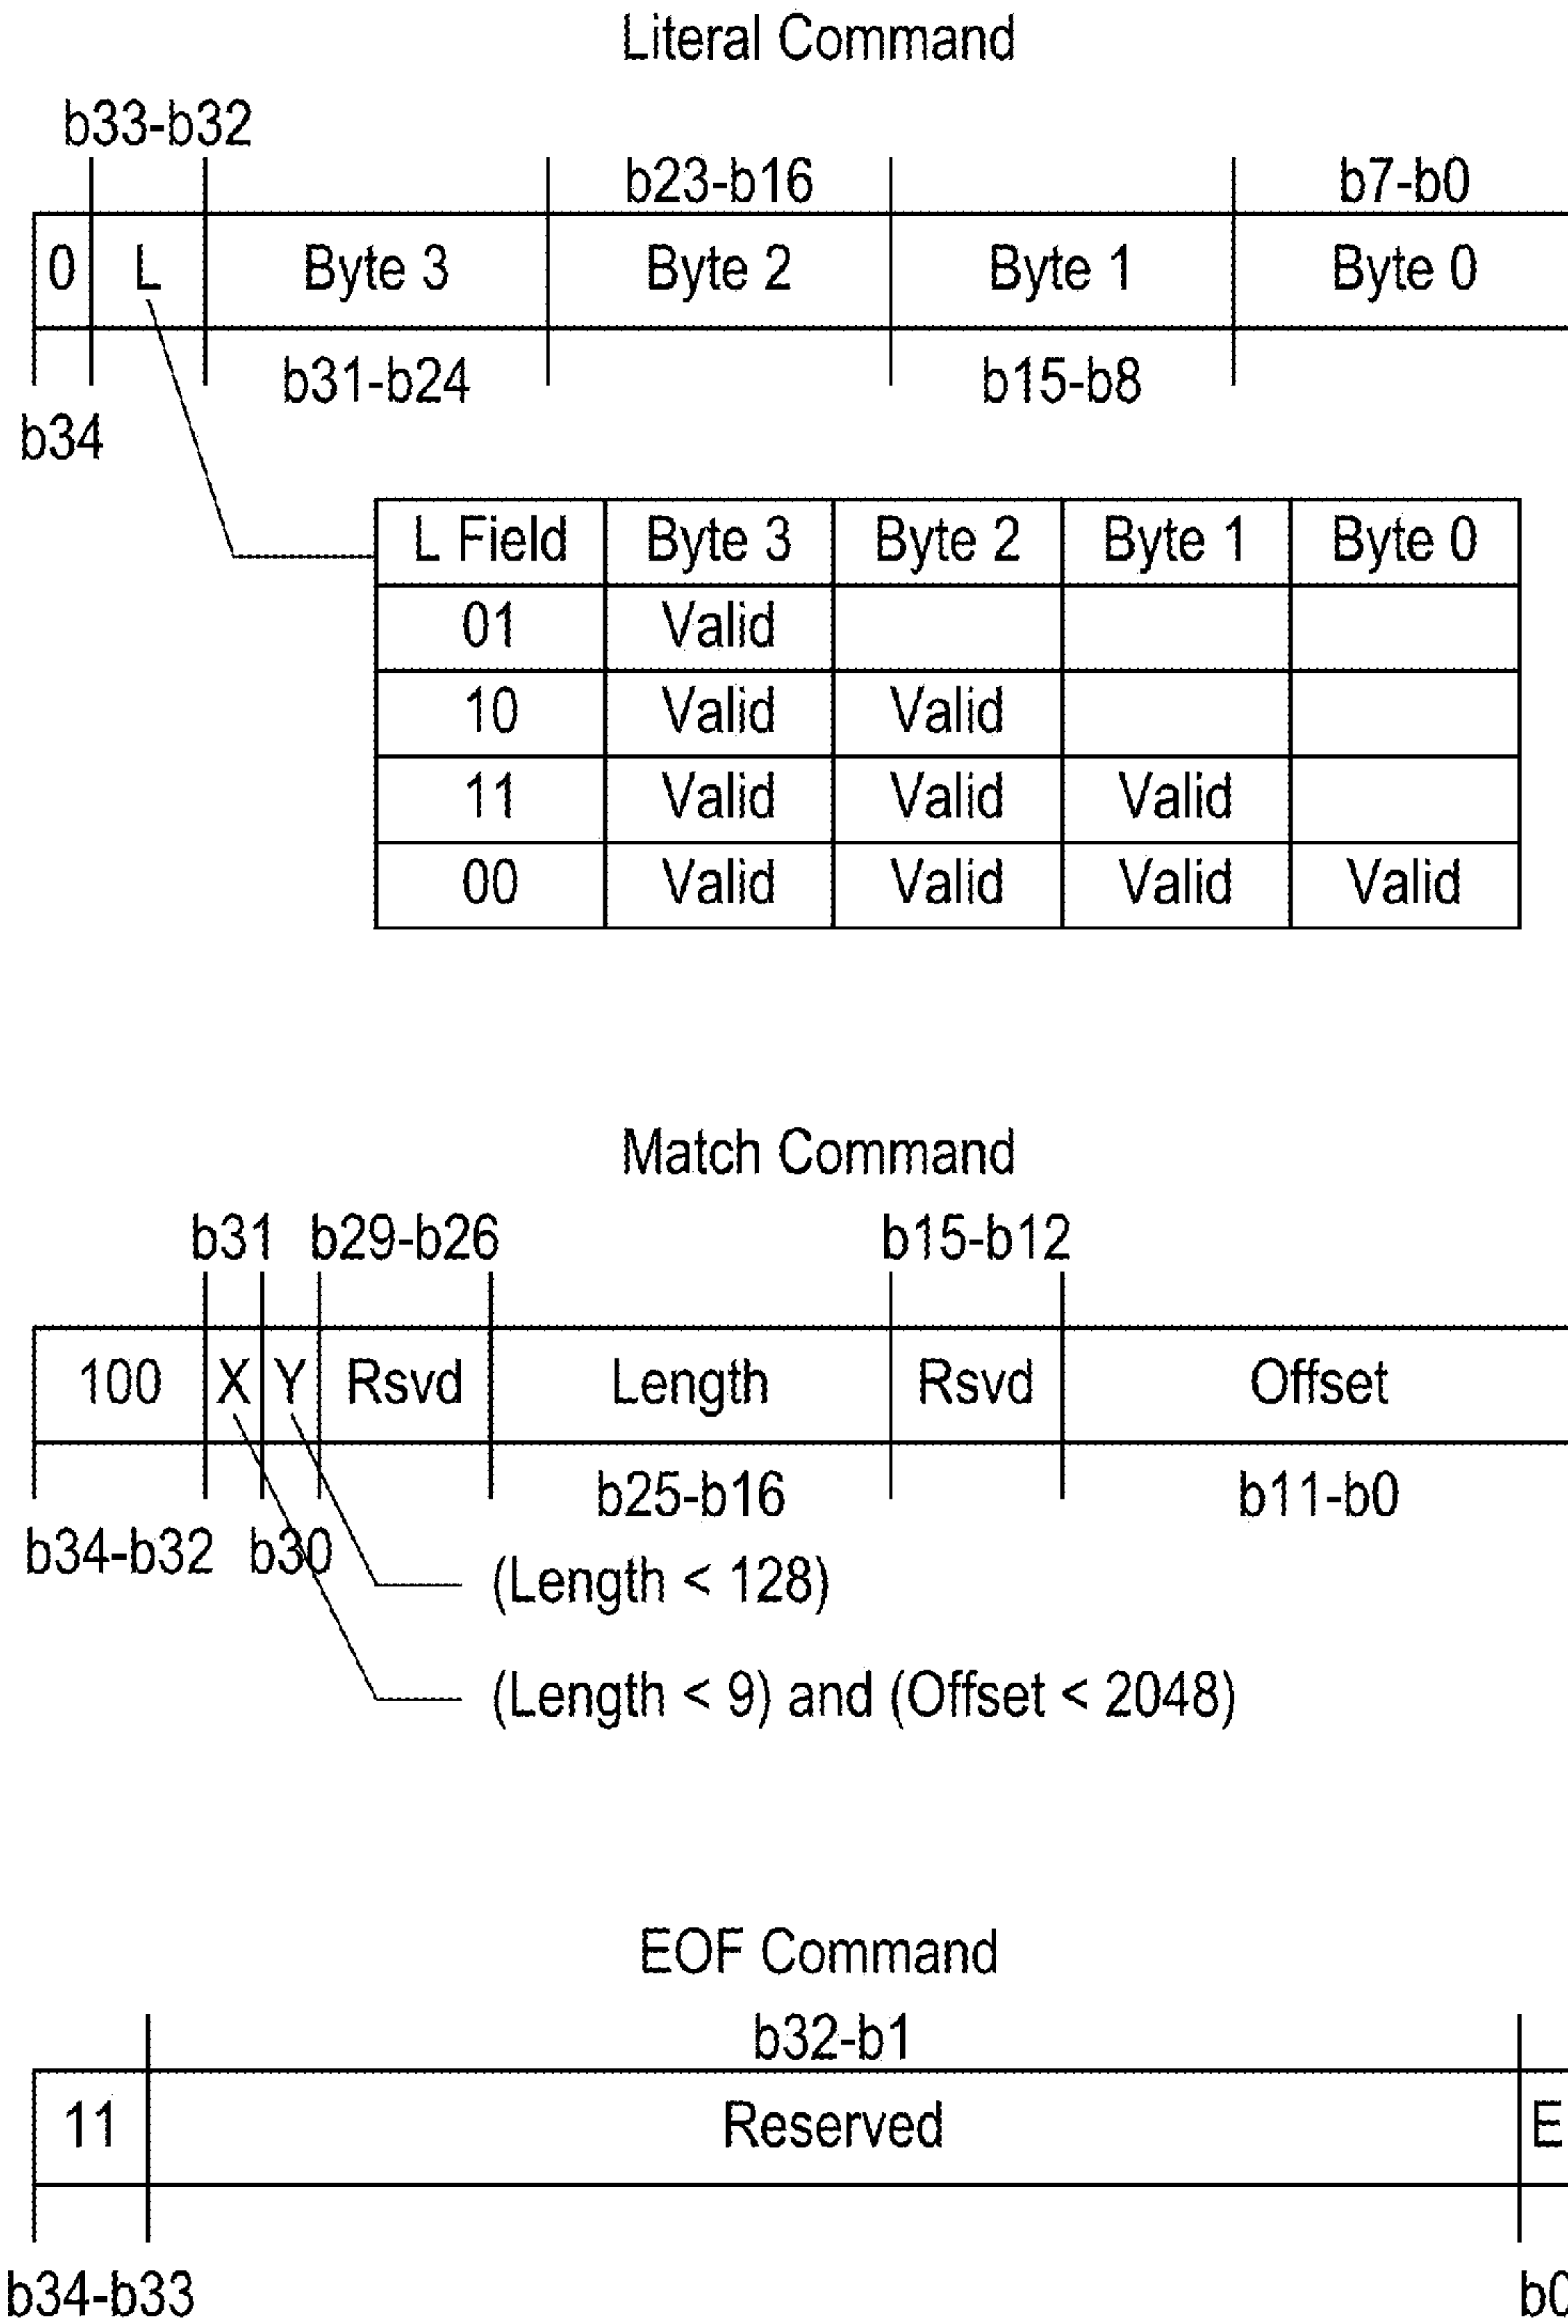 Literal Command
b33-b32
b23-b16 b7-b0
0 L Byte 3 Byte 2 Byte 1 Byte 0
b31-b24 b15-b8
b34
L Field Byte 3 Byte 2 Byte 1 Byte 0
01 Valid
10 Valid Valid
11 Valid Valid Valid
00 Valid Valid Valid Valid
Match Command
b31 b29-b26 b15-b12
100 X Y Rsvd Length Rsvd Offset
b25-b16 b11-b0
b34-b32 b30
(Length < 128)
(Length < 9) and (Offset < 2048)
EOF Command
b32-b1
11 Reserved E
b34-b33 b0